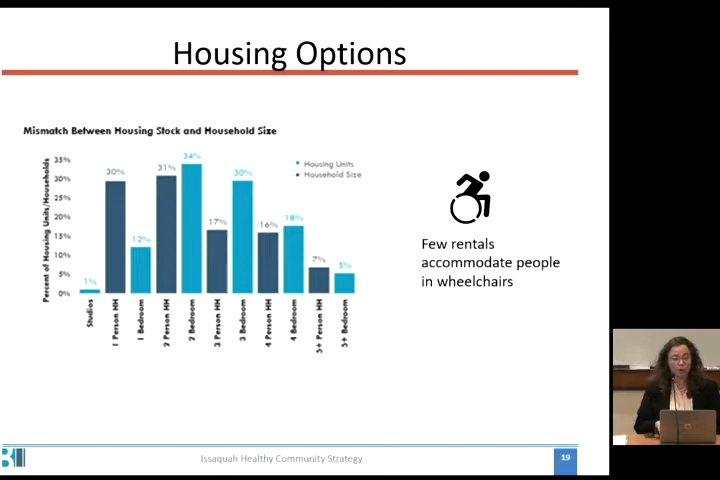 Housing Options
Mismatch Between Housing Stock and Household Size
Percent of Housing Units/Households
35%
30%
25%
20%
15%
10%
5%
0%
1%
30%
12%
31%
34%
17%
30%
16%
18%
7%
5%
Housing Units
Household Size
Studios
1 Person HH
1 Bedroom
2 Person HH
2 Bedroom
3 Person HH
3 Bedroom
4 Person HH
4 Bedroom
5+ Person HH
5+ Bedroom
Few rentals
accommodate people
in wheelchairs
Issaquah Healthy Community Strategy
19